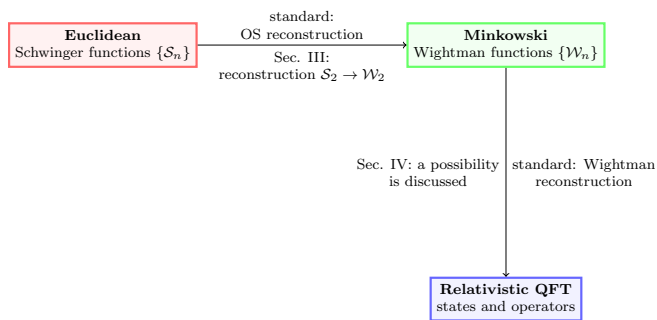 Euclidean
Schwinger functions {𝒮ₙ}
standard:
OS reconstruction
Sec. III:
reconstruction 𝒮₂ → 𝒲₂
Minkowski
Wightman functions {𝒲ₙ}
Sec. IV: a possibility
is discussed
standard: Wightman
reconstruction
Relativistic QFT
states and operators